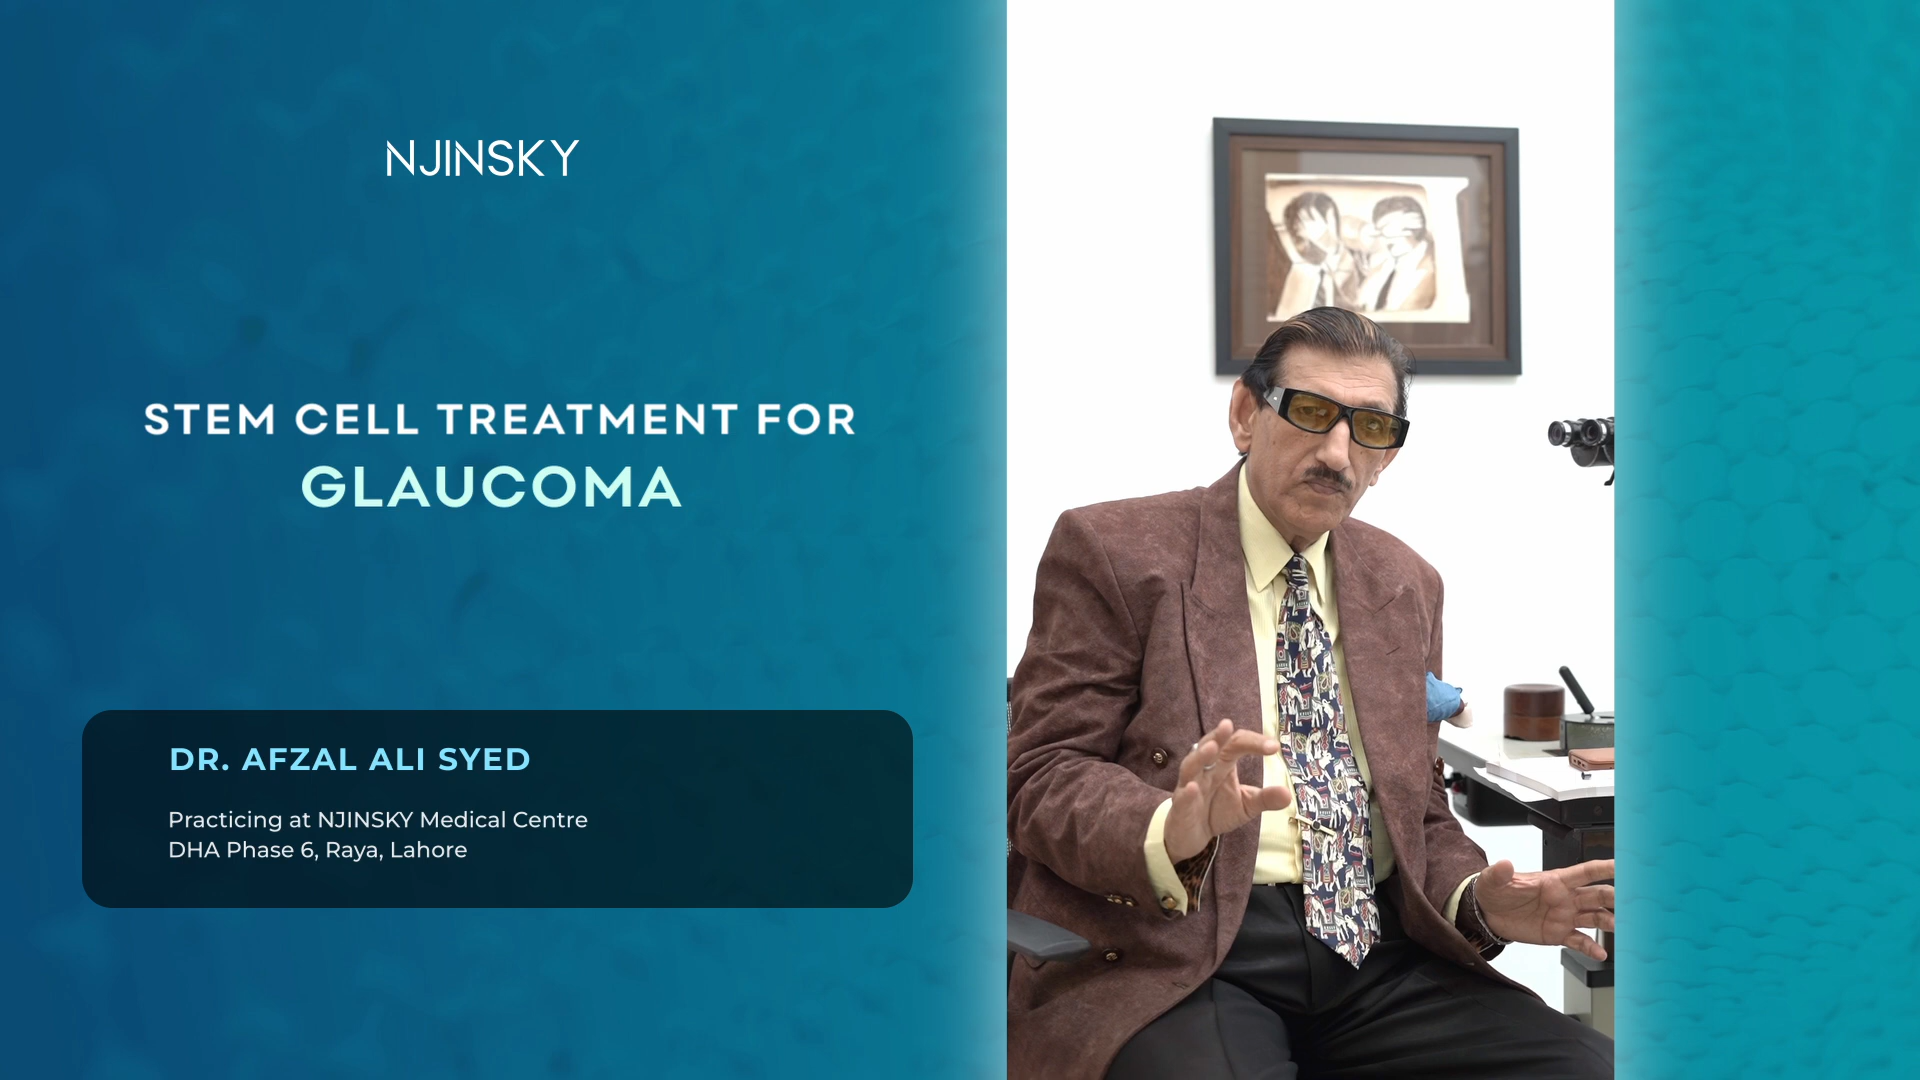 NJINSKY
STEM CELL TREATMENT FOR
GLAUCOMA
DR. AFZAL ALI SYED
Practicing at NJINSKY Medical Centre
DHA Phase 6, Raya, Lahore